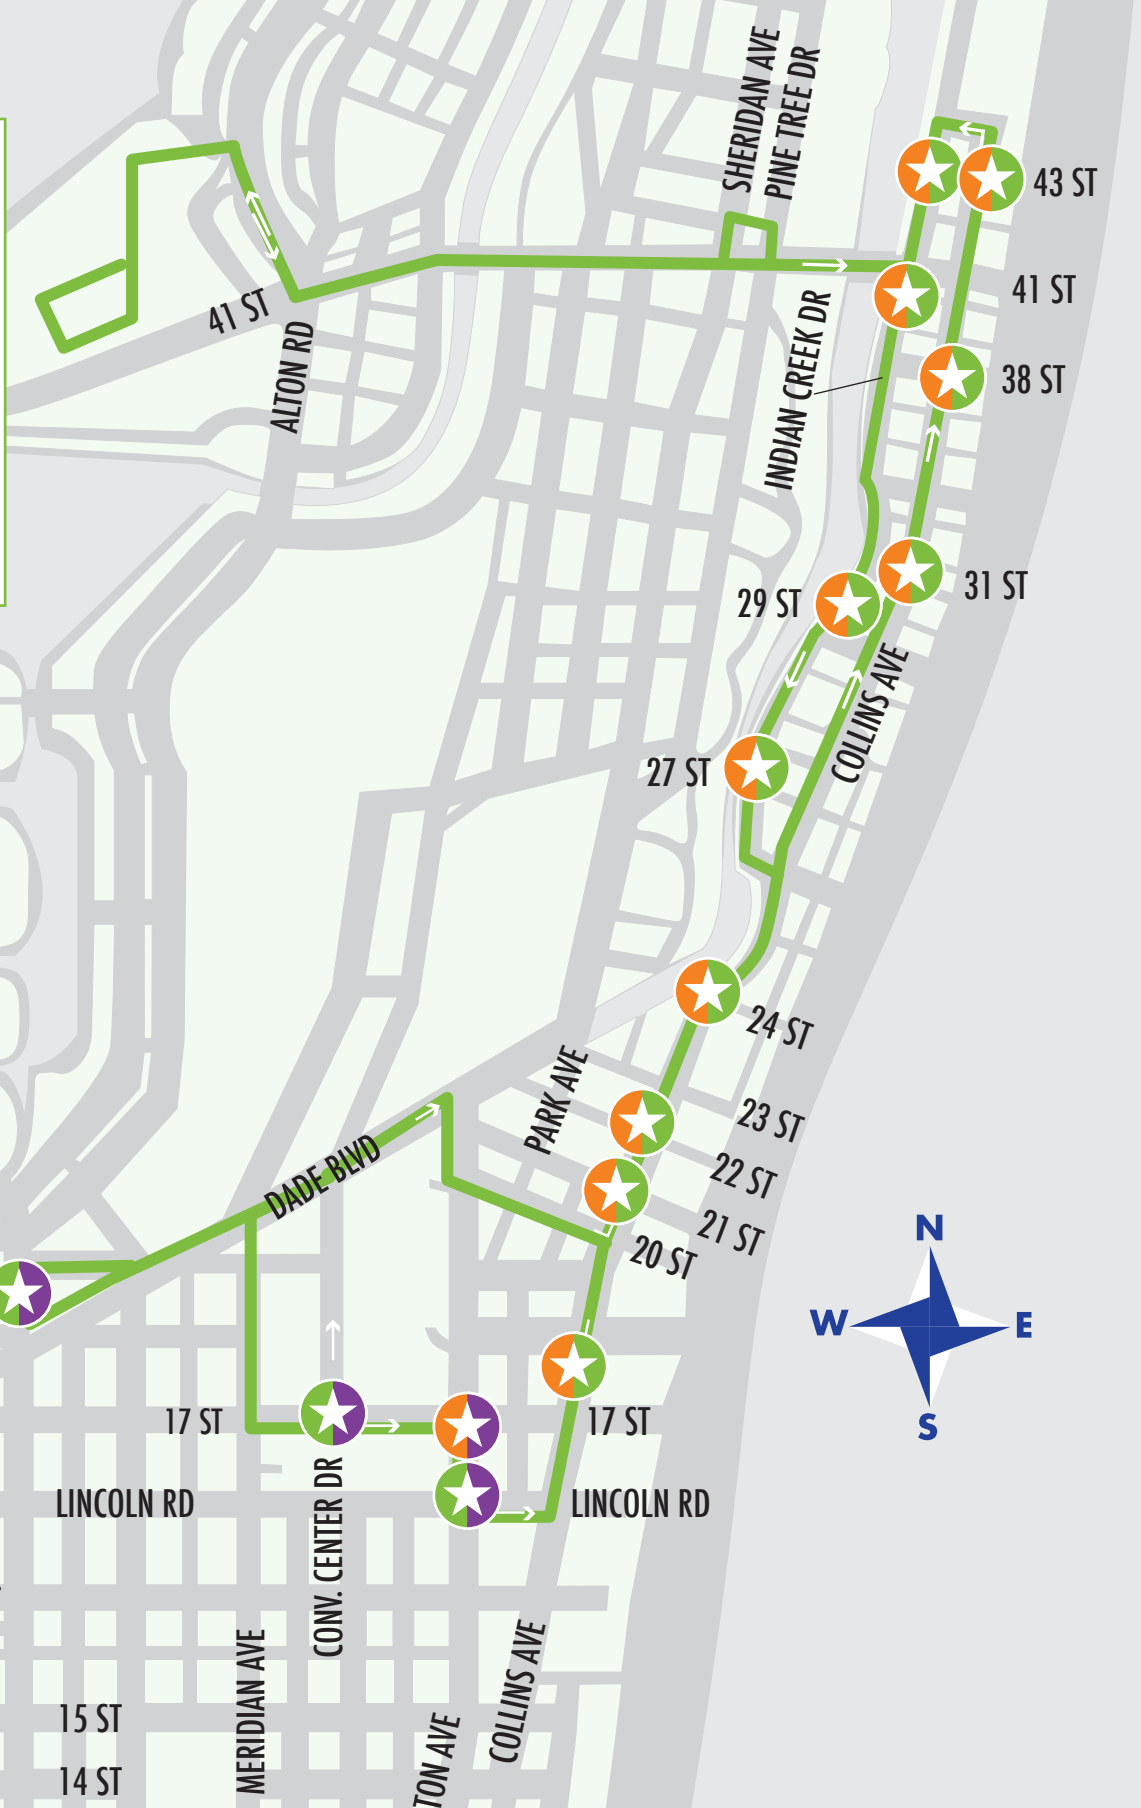 SHERIDAN AVE
PINE TREE DR
43 ST
41 ST
41 ST
INDIAN CREEK DR
ALTON RD
38 ST
31 ST
29 ST
COLLINS AVE
27 ST
24 ST
PARK AVE
23 ST
DADE BLVD
22 ST
21 ST
20 ST
N
W
E
S
17 ST
17 ST
LINCOLN RD
LINCOLN RD
CONV. CENTER DR
MERIDIAN AVE
COLLINS AVE
15 ST
TON AVE
14 ST